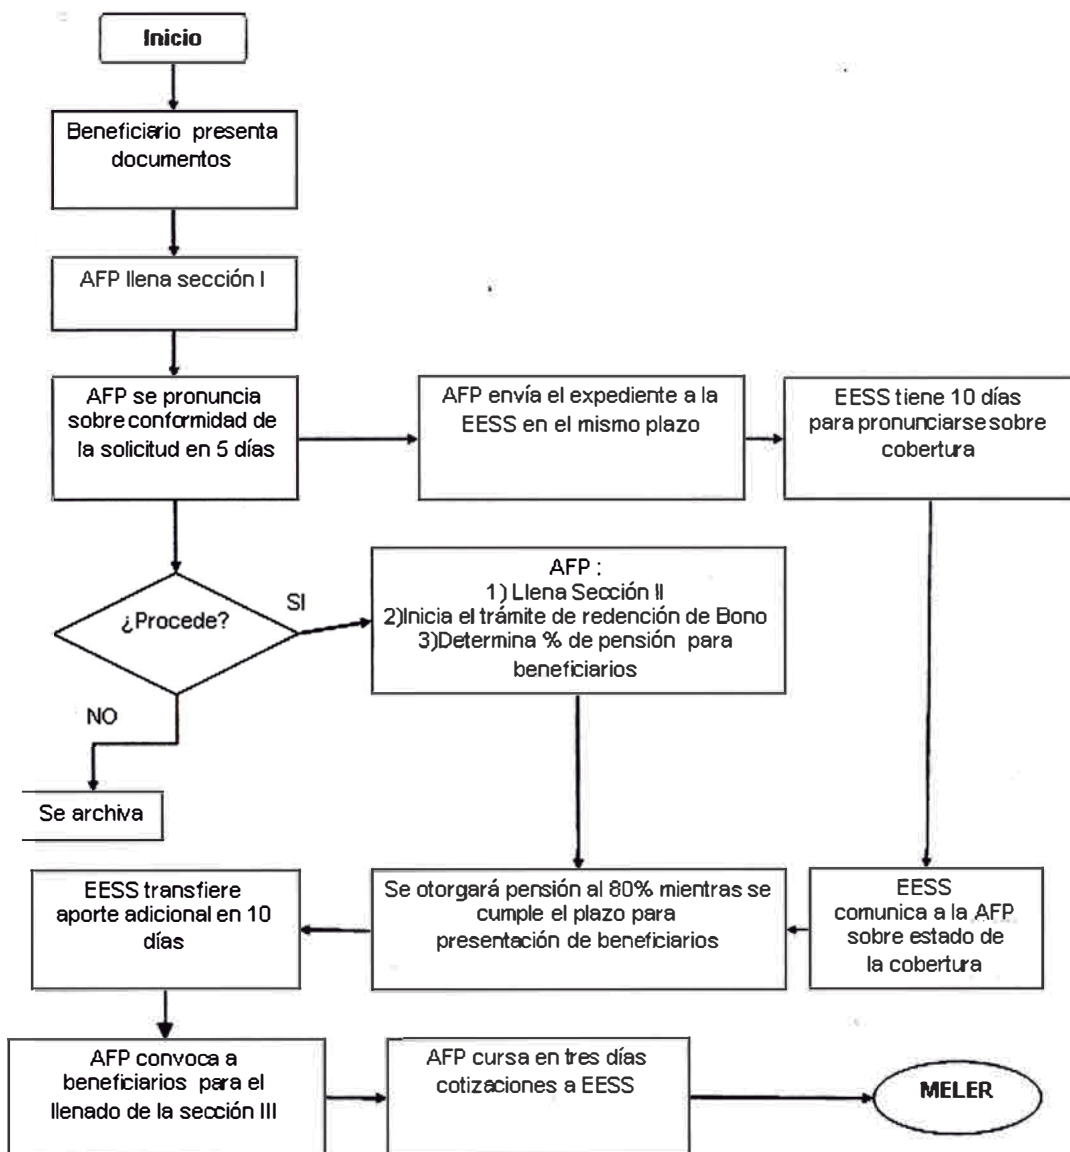 Inicio
Beneficiario presenta
documentos
AFP llena sección I
AFP se pronuncia
sobre conformidad de
la solicitud en 5 días
AFP envía el expediente a la
EESS en el mismo plazo
EESS tiene 10 días
para pronunciarse sobre
cobertura
¿Procede?
SI
AFP :
1) Llena Sección II
2)Inicia el trámite de redención de Bono
3)Determina % de pensión para
beneficiarios
NO
Se archiva
EESS transfiere
aporte adicional en 10
días
Se otorgará pensión al 80% mientras se
cumple el plazo para
presentación de beneficiarios
EESS
comunica a la AFP
sobre estado de
la cobertura
AFP convoca a
beneficiarios para el
llenado de la sección III
AFP cursa en tres días
cotizaciones a EESS
MELER